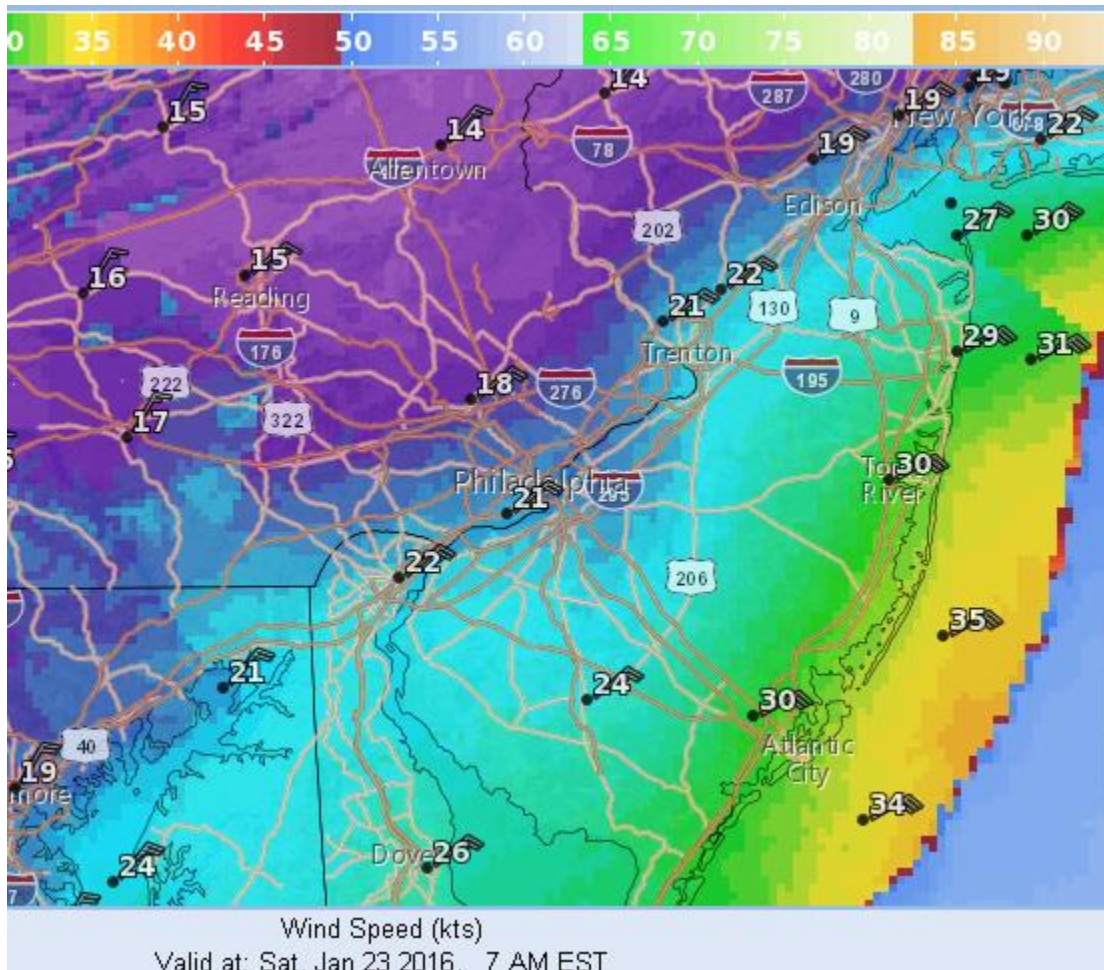 0 35 40 45 50 55 60 65 70 75 80 85 90
14 287 280 19 19
15 14 78 New York 22
Allentown 19
202 Edison
27 30
16 15 22
Reading 21 130 9
176 Trenton 29 31
222 18 276 195
322
17
Philadelphia 30
21 River
22 206
35
21 24
40 30
Atlantic
19 City
more 34
Dover 26
24
Wind Speed (kts)
Valid at: Sat, Jan 23 2016, 7 AM EST